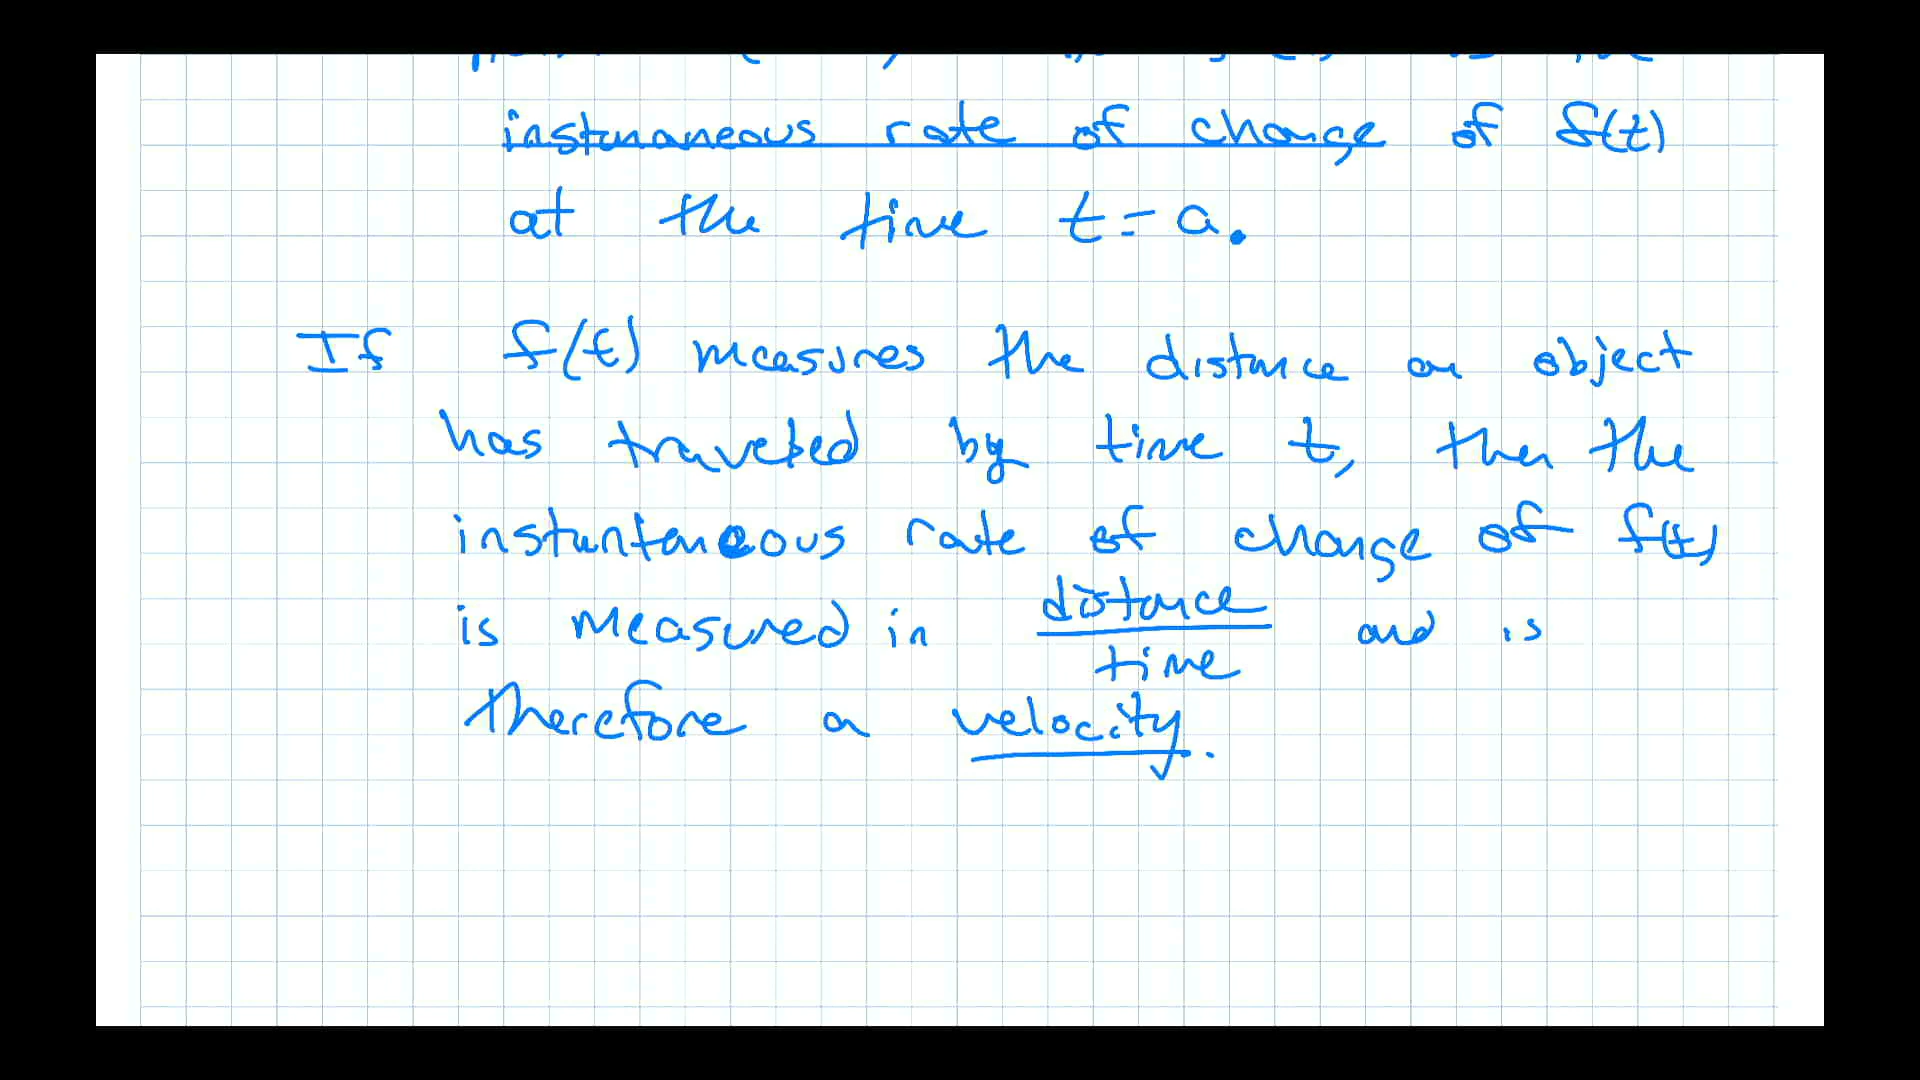 instananeous rate of change of f(t)
at the time t = a.
If f(t) measures the distance an object
has traveled by time t, then the
instantaneous rate of change of f(t)
is measured in distance/time and is
therefore a velocity.